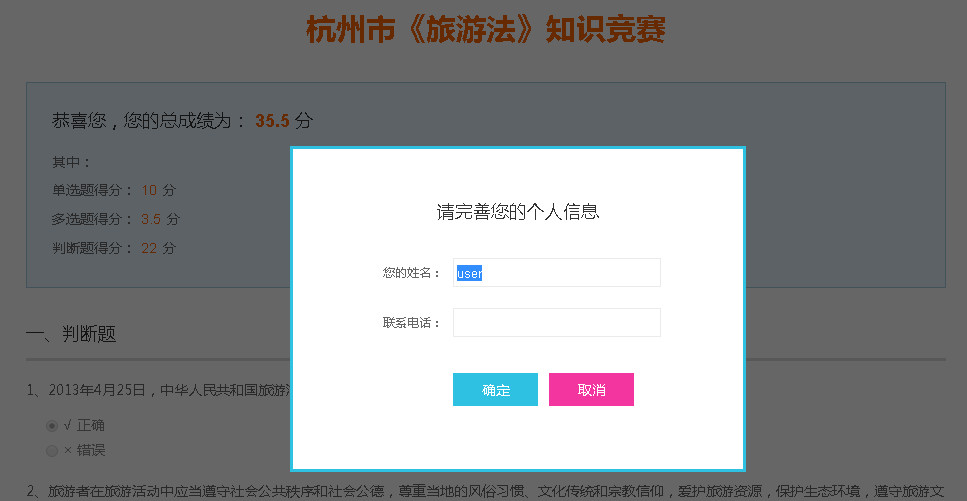 杭州市《旅游法》知识竞赛
恭喜您，您的总成绩为： 35.5 分
其中：
单选题得分： 10 分
多选题得分： 3.5 分
判断题得分： 22 分
请完善您的个人信息
您的姓名： user
联系电话：
确定 取消
一、判断题
1、2013年4月25日，中华人民共和国旅游
√ 正确
× 错误
2、旅游者在旅游活动中应当遵守社会公共秩序和社会公德，尊重当地的风俗习惯、文化传统和宗教信仰，爱护旅游资源，保护生态环境，遵守旅游文